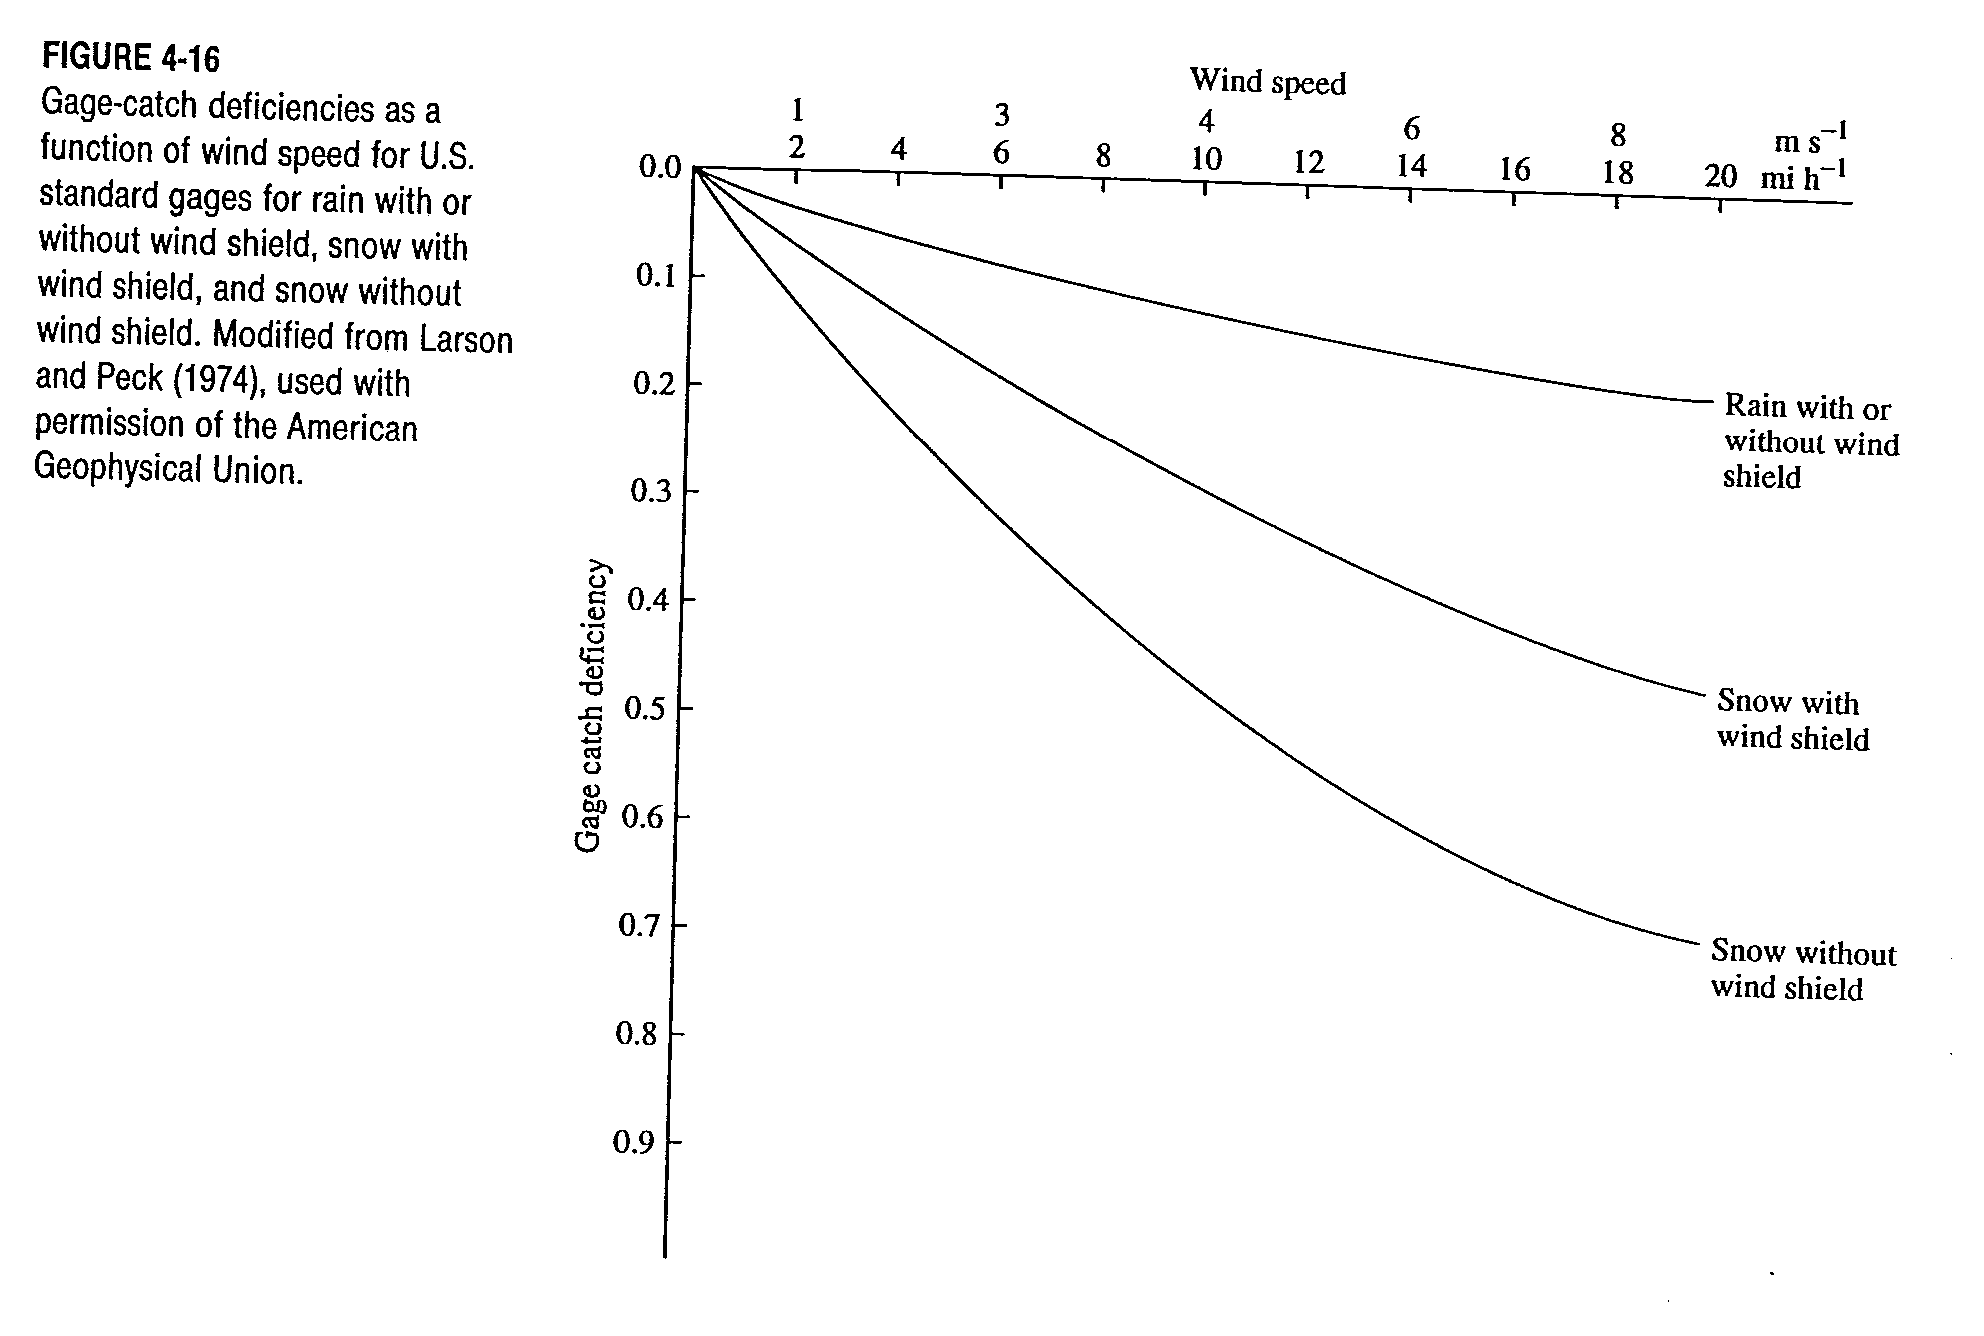 FIGURE 4-16
Gage-catch deficiencies as a
function of wind speed for U.S.
standard gages for rain with or
without wind shield, snow with
wind shield, and snow without
wind shield. Modified from Larson
and Peck (1974), used with
permission of the American
Geophysical Union.
Wind speed
1 3 4 6 8 m s⁻¹
2 4 6 8 10 12 14 16 18 20 mi h⁻¹
0.0
0.1
0.2
0.3
0.4
0.5
0.6
0.7
0.8
0.9
Gage catch deficiency
Rain with or
without wind
shield
Snow with
wind shield
Snow without
wind shield